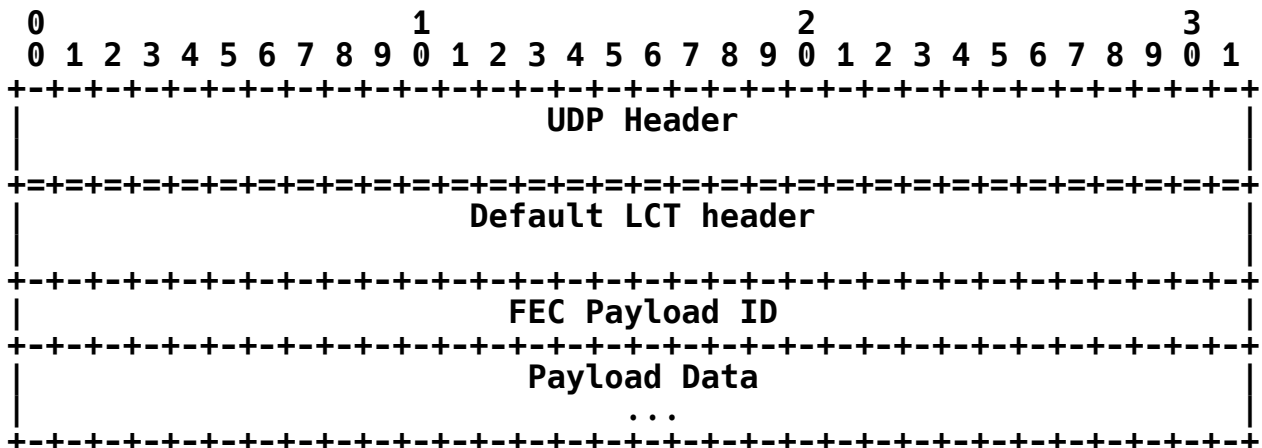 0                   1                   2                   3
 0 1 2 3 4 5 6 7 8 9 0 1 2 3 4 5 6 7 8 9 0 1 2 3 4 5 6 7 8 9 0 1
+-+-+-+-+-+-+-+-+-+-+-+-+-+-+-+-+-+-+-+-+-+-+-+-+-+-+-+-+-+-+-+-+
|                           UDP Header                          |
|                                                               |
+=+=+=+=+=+=+=+=+=+=+=+=+=+=+=+=+=+=+=+=+=+=+=+=+=+=+=+=+=+=+=+=+
|                       Default LCT header                      |
|                                                               |
+-+-+-+-+-+-+-+-+-+-+-+-+-+-+-+-+-+-+-+-+-+-+-+-+-+-+-+-+-+-+-+-+
|                         FEC Payload ID                        |
+-+-+-+-+-+-+-+-+-+-+-+-+-+-+-+-+-+-+-+-+-+-+-+-+-+-+-+-+-+-+-+-+
|                          Payload Data                         |
|                               ...                             |
+-+-+-+-+-+-+-+-+-+-+-+-+-+-+-+-+-+-+-+-+-+-+-+-+-+-+-+-+-+-+-+-+